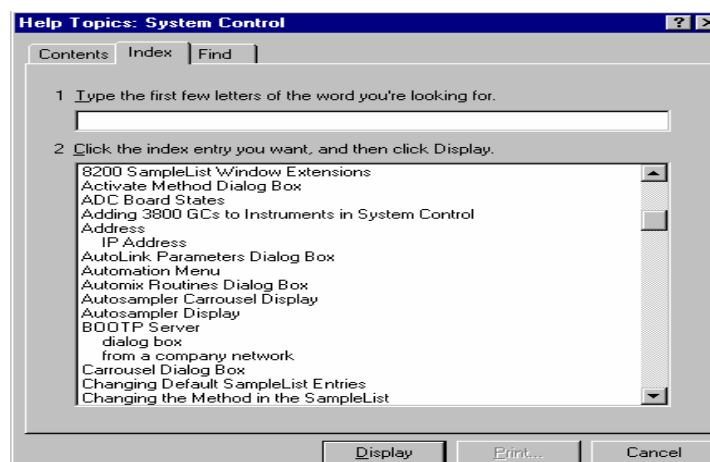 Help Topics: System Control
Contents Index Find
1 Type the first few letters of the word you're looking for.
2 Click the index entry you want, and then click Display.
8200 SampleList Window Extensions
Activate Method Dialog Box
ADC Board States
Adding 3800 GCs to Instruments in System Control
Address
IP Address
AutoLink Parameters Dialog Box
Automation Menu
Automix Routines Dialog Box
Autosampler Carrousel Display
Autosampler Display
BOOTP Server
dialog box
from a company network
Carrousel Dialog Box
Changing Default SampleList Entries
Changing the Method in the SampleList
Display Print... Cancel